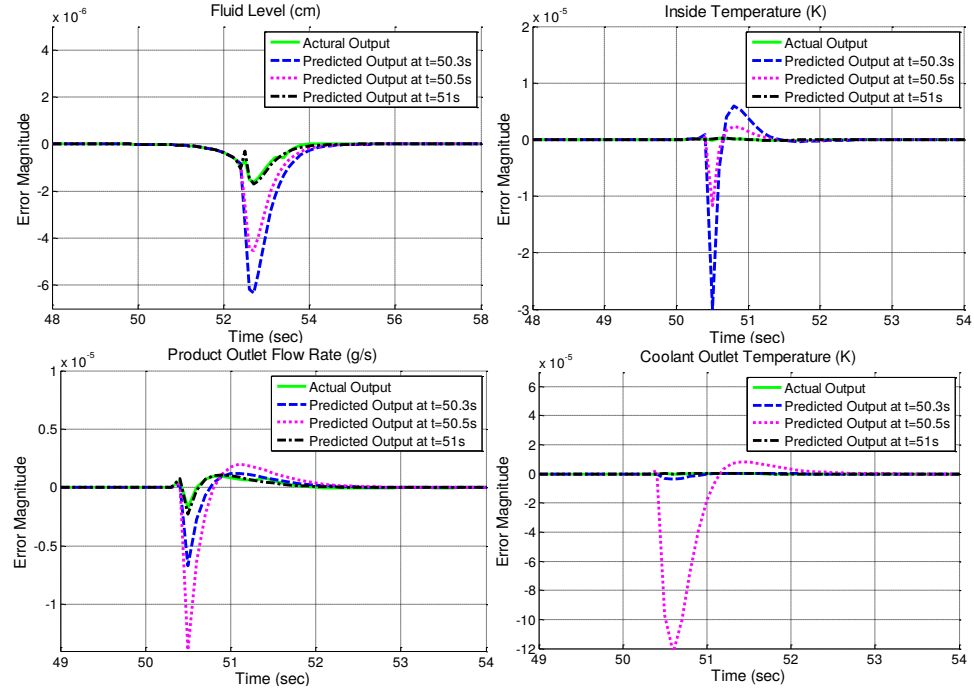 Fluid Level (cm)
x 10^-6
4
2
0
-2
-4
-6
Error Magnitude
48 50 52 54 56 58
Time (sec)
Actural Output
Predicted Output at t=50.3s
Predicted Output at t=50.5s
Predicted Output at t=51s
Inside Temperature (K)
x 10^-5
2
1
0
-1
-2
-3
Error Magnitude
48 49 50 51 52 53 54
Time (sec)
Actual Output
Predicted Output at t=50.3s
Predicted Output at t=50.5s
Predicted Output at t=51s
Product Outlet Flow Rate (g/s)
x 10^-5
1
0.5
0
-0.5
-1
Error Magnitude
49 50 51 52 53 54
Time (sec)
Actual Output
Predicted Output at t=50.3s
Predicted Output at t=50.5s
Predicted Output at t=51s
Coolant Outlet Temperature (K)
x 10^-5
6
4
2
0
-2
-4
-6
-8
-10
-12
Error Magnitude
49 50 51 52 53 54
Time (sec)
Actual Output
Predicted Output at t=50.3s
Predicted Output at t=50.5s
Predicted Output at t=51s